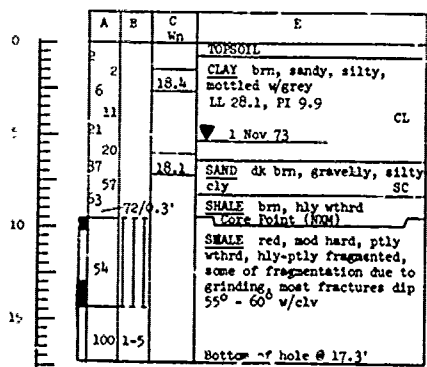 A B C E
Wn
0
TOPSOIL
2
2
CLAY brn, sandy, silty,
18.4
mottled w/grey
6
LL 28.1, PI 9.9
11
CL
5
21
1 Nov 73
20
37
18.1
SAND dk brn, gravelly, silty
57
cly SC
53
SHALE brn, hly wthrd
72/0.3'
Core Point (NXM)
10
SHALE red, mod hard, ptly
wthrd, hly-ptly fragmented,
54
some of fragmentation due to
grinding, most fractures dip
55° - 60° w/clv
15
100 1-5
Bottom of hole @ 17.3'